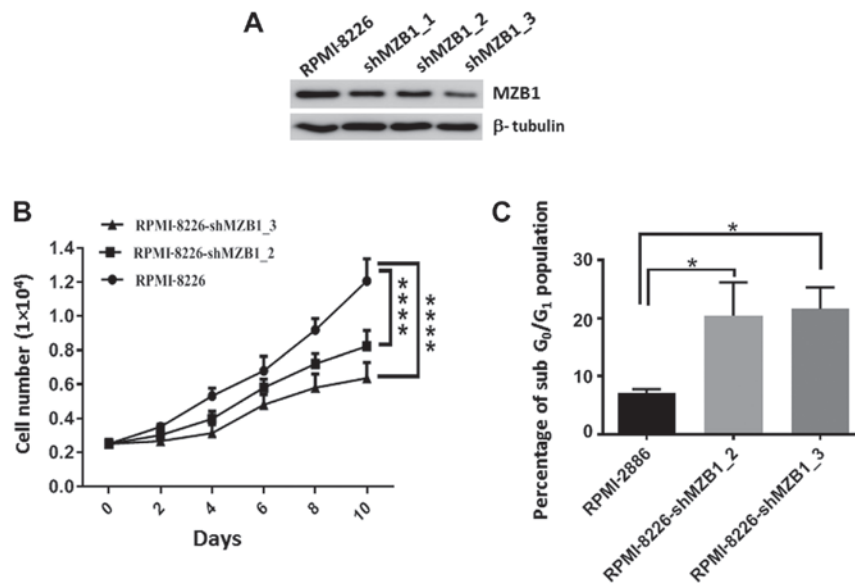 A
RPMI-8226
shMZB1_1
shMZB1_2
shMZB1_3
MZB1
β- tubulin
B
RPMI-8226-shMZB1_3
RPMI-8226-shMZB1_2
RPMI-8226
Cell number (1×10⁴)
1.4
1.2
1.0
0.8
0.6
0.4
0.2
0.0
0
2
4
6
8
10
Days
****
****
C
Percentage of sub G₀/G₁ population
30
20
10
0
*
*
RPMI-2886
RPMI-8226-shMZB1_2
RPMI-8226-shMZB1_3